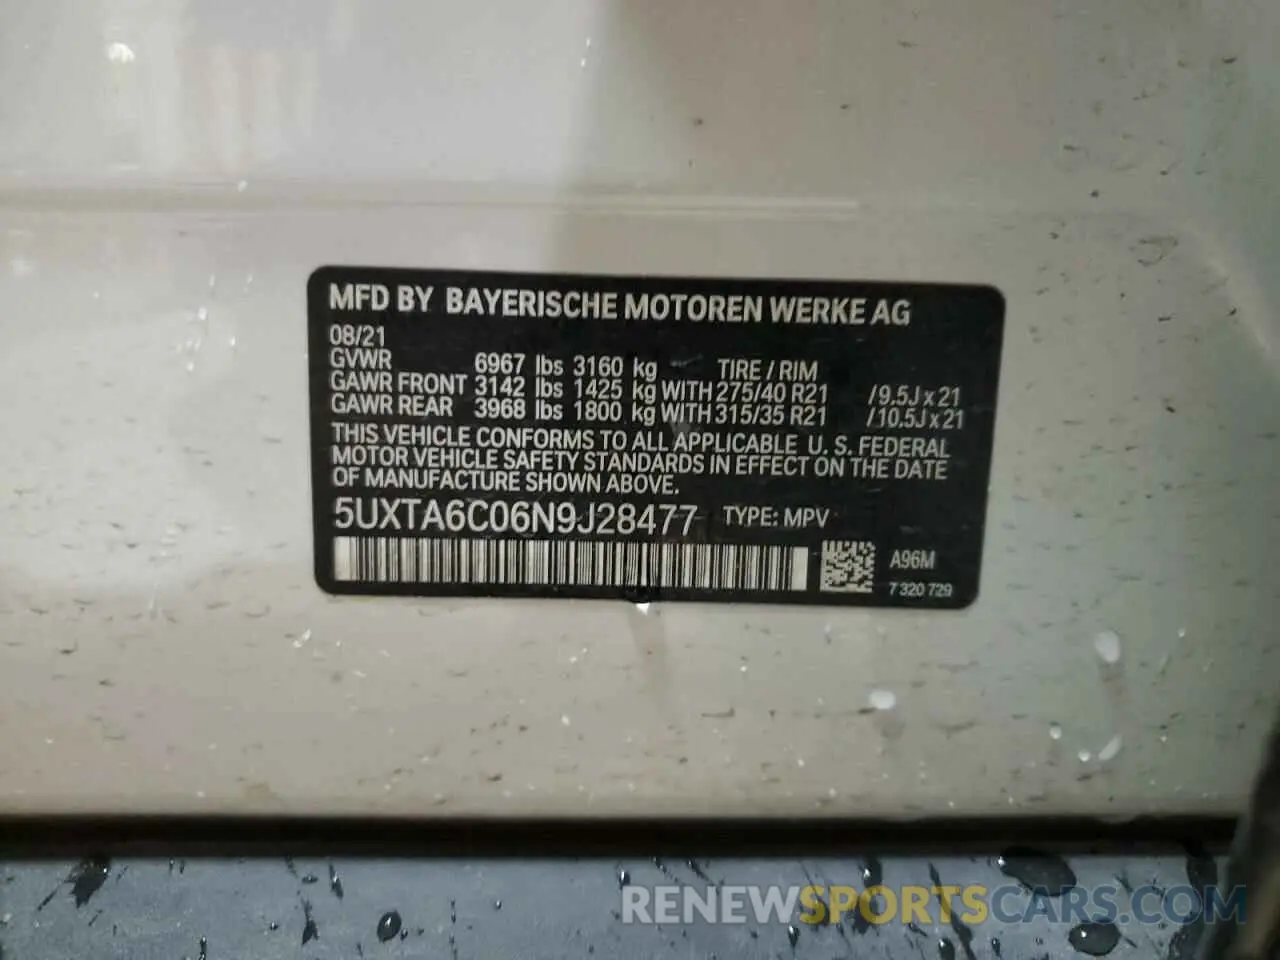 MFD BY BAYERISCHE MOTOREN WERKE AG
08/21
GVWR 6967 lbs 3160 kg TIRE / RIM
GAWR FRONT 3142 lbs 1425 kg WITH 275/40 R21 /9.5J x 21
GAWR REAR 3968 lbs 1800 kg WITH 315/35 R21 /10.5J x 21
THIS VEHICLE CONFORMS TO ALL APPLICABLE U. S. FEDERAL
MOTOR VEHICLE SAFETY STANDARDS IN EFFECT ON THE DATE
OF MANUFACTURE SHOWN ABOVE.
5UXTA6C06N9J28477 TYPE: MPV
A96M
7 320 729
RENEWSPORTSCARS.COM